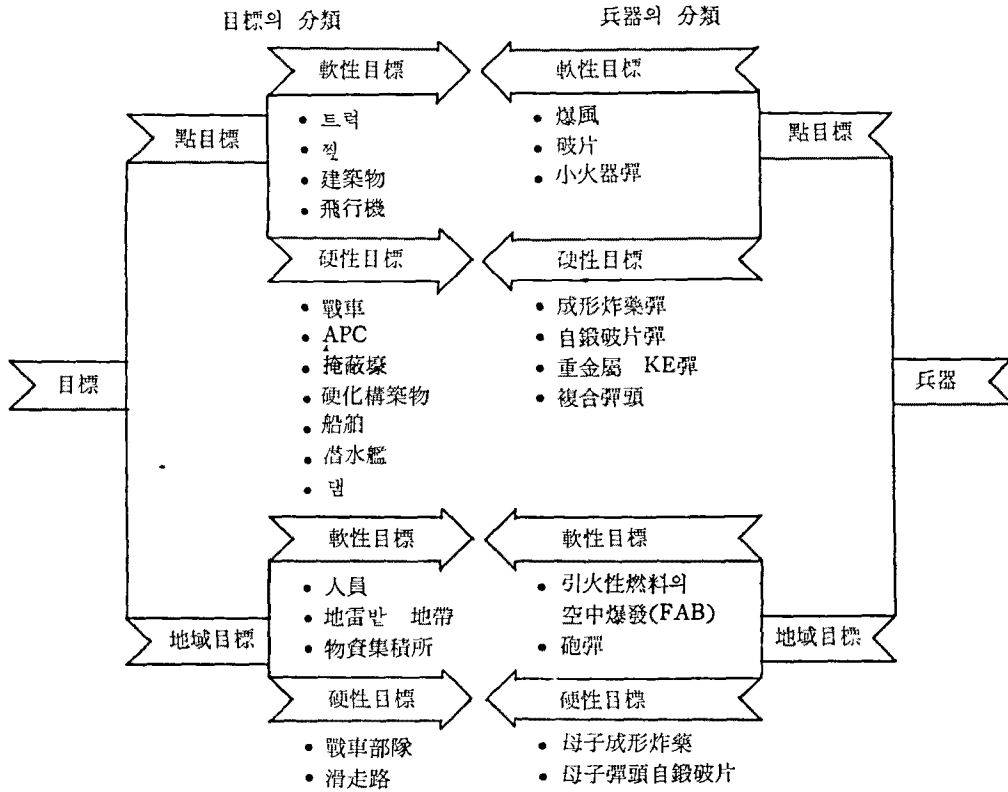 目標의 分類
兵器의 分類
軟性目標
軟性目標
點目標
• 트럭
• 찦
• 建築物
• 飛行機
• 爆風
• 破片
• 小火器彈
點目標
硬性目標
硬性目標
• 戰車
• APC
• 掩蔽壕
• 硬化構築物
• 船舶
• 潛水艦
• 댐
• 成形炸藥彈
• 自鍛破片彈
• 重金屬 KE彈
• 複合彈頭
目標
兵器
軟性目標
軟性目標
• 人員
• 地雷밭 地帶
• 物資集積所
• 引火性燃料의
空中爆發(FAB)
• 砲彈
地域目標
地域目標
硬性目標
硬性目標
• 戰車部隊
• 滑走路
• 母子成形炸藥
• 母子彈頭自鍛破片